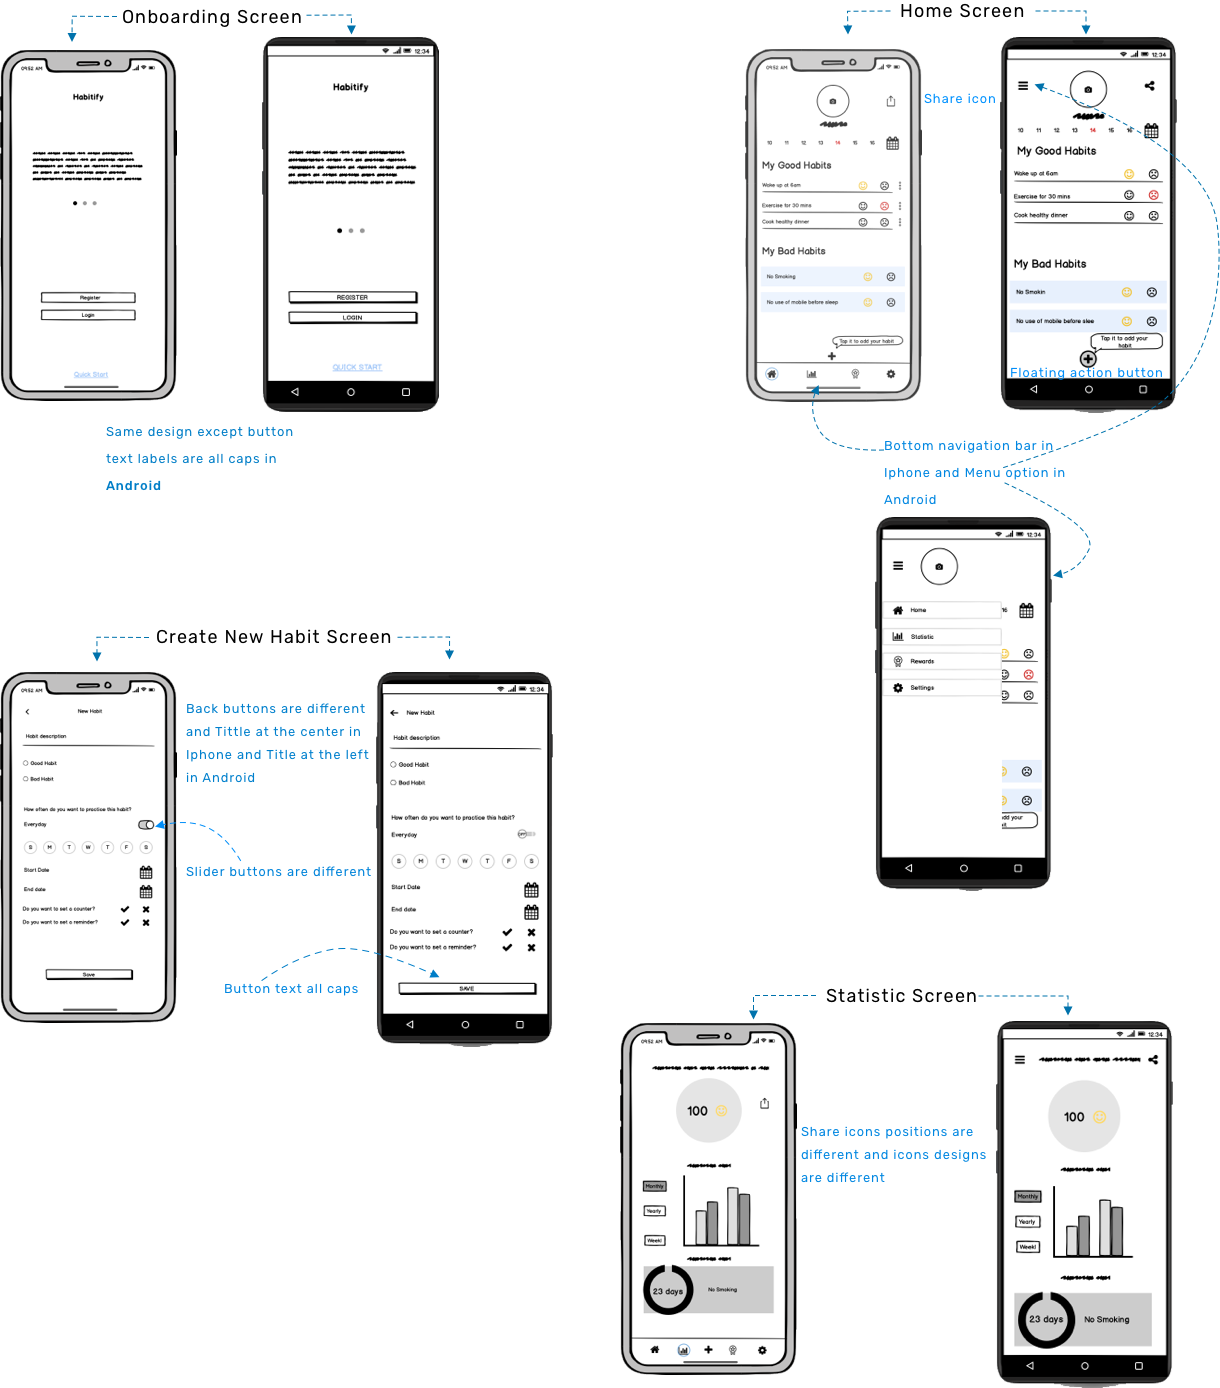 Onboarding Screen
09:52 AM
Habitify
Register
Login
Quick Start
12:34
Habitify
REGISTER
LOGIN
QUICK START
Same design except button
text labels are all caps in
Android
Home Screen
09:52 AM
10 11 12 13 14 15 16
My Good Habits
Wake up at 6am
Exercise for 30 mins
Cook healthy dinner
My Bad Habits
No Smoking
No use of mobile before sleep
Tap it to add your habit
Share icon
12:34
10 11 12 13 14 15 16
My Good Habits
Wake up at 6am
Exercise for 30 mins
Cook healthy dinner
My Bad Habits
No Smokin
No use of mobile before slee
Tap it to add your
habit
Floating action button
Bottom navigation bar in
Iphone and Menu option in
Android
12:34
Home
16
Statistic
Rewards
Settings
dd your
it
Create New Habit Screen
09:52 AM
New Habit
Habit description
Good Habit
Bad Habit
How often do you want to practice this habit?
Everyday
S M T W T F S
Start Date
End date
Do you want to set a counter?
Do you want to set a reminder?
Save
Back buttons are different
and Tittle at the center in
Iphone and Title at the left
in Android
Slider buttons are different
Button text all caps
12:34
New Habit
Habit description
Good Habit
Bad Habit
How often do you want to practice this habit?
Everyday
OFF
S M T W T F S
Start Date
End date
Do you want to set a counter?
Do you want to set a reminder?
SAVE
Statistic Screen
09:52 AM
100
Monthly
Yearly
Weekl
23 days
No Smoking
Share icons positions are
different and icons designs
are different
12:34
100
Monthly
Yearly
Weekl
23 days
No Smoking